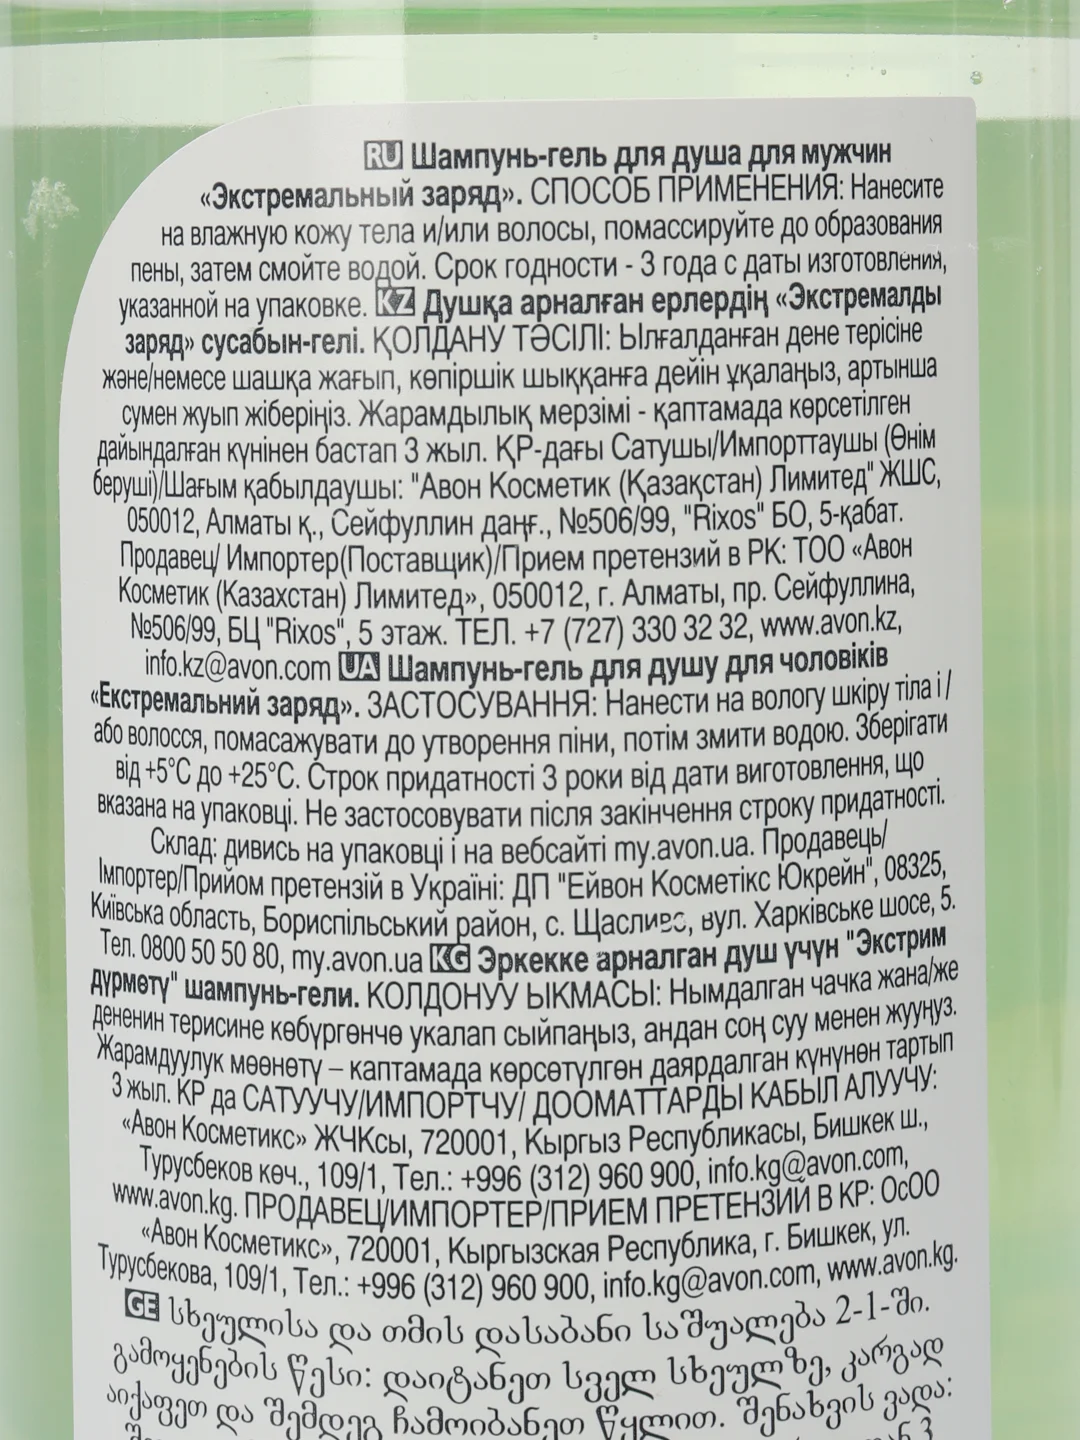 RU Шампунь-гель для душа для мужчин
«Экстремальный заряд». СПОСОБ ПРИМЕНЕНИЯ: Нанесите
на влажную кожу тела и/или волосы, помассируйте до образования
пены, затем смойте водой. Срок годности - 3 года с даты изготовления,
указанной на упаковке. KZ Душқа арналған ерлердің «Экстремалды
заряд» сусабын-гелі. ҚОЛДАНУ ТӘСІЛІ: Ылғалданған дене терісіне
және/немесе шашқа жағып, көпіршік шыққанға дейін ұқалаңыз, артынша
сумен жуып жіберіңіз. Жарамдылық мерзімі - қаптамада көрсетілген
дайындалған күнінен бастап 3 жыл. ҚР-дағы Сатушы/Импорттаушы (Өнім
беруші)/Шағым қабылдаушы: "Авон Косметик (Қазақстан) Лимитед" ЖШС,
050012, Алматы қ., Сейфуллин даңғ., №506/99, "Rixos" БО, 5-қабат.
Продавец/ Импортер(Поставщик)/Прием претензий в РК: ТОО «Авон
Косметик (Казахстан) Лимитед», 050012, г. Алматы, пр. Сейфуллина,
№506/99, БЦ "Rixos", 5 этаж. ТЕЛ. +7 (727) 330 32 32, www.avon.kz,
info.kz@avon.com UA Шампунь-гель для душу для чоловіків
«Екстремальний заряд». ЗАСТОСУВАННЯ: Нанести на вологу шкіру тіла і /
або волосся, помасажувати до утворення піни, потім змити водою. Зберігати
від +5°C до +25°C. Строк придатності 3 роки від дати виготовлення, що
вказана на упаковці. Не застосовувати після закінчення строку придатності.
Склад: дивись на упаковці і на вебсайті my.avon.ua. Продавець/
Імпортер/Прийом претензій в Україні: ДП "Ейвон Косметікс Юкрейн", 08325,
Київська область, Бориспільський район, с. Щасливе, вул. Харківське шосе, 5.
Тел. 0800 50 50 80, my.avon.ua KG Эркекке арналган душ үчүн "Экстрим
дүрмөтү" шампунь-гели. КОЛДОНУУ ЫКМАСЫ: Нымдалган чачка жана/же
дененин терисине көбүргөнчө укалап сыйпаңыз, андан соң суу менен жууңуз.
Жарамдуулук мөөнөтү – каптамада көрсөтүлгөн даярдалган күнүнөн тартып
3 жыл. КР да САТУУЧУ/ИМПОРТЧУ/ ДООМАТТАРДЫ КАБЫЛ АЛУУЧУ:
«Авон Косметикс» ЖЧКсы, 720001, Кыргыз Республикасы, Бишкек ш.,
Турусбеков көч., 109/1, Тел.: +996 (312) 960 900, info.kg@avon.com,
www.avon.kg. ПРОДАВЕЦ/ИМПОРТЕР/ПРИЕМ ПРЕТЕНЗИЙ В КР: ОсОО
«Авон Косметикс», 720001, Кыргызская Республика, г. Бишкек, ул.
Турусбекова, 109/1, Тел.: +996 (312) 960 900, info.kg@avon.com, www.avon.kg.
GE სხეულისა და თმის დასაბანი საშუალება 2-1-ში.
გამოყენების წესი: დაიტანეთ სველ სხეულზე, კარგად
აიქაფეთ და შემდეგ ჩამოიბანეთ წყლით. შენახვის ვადა: